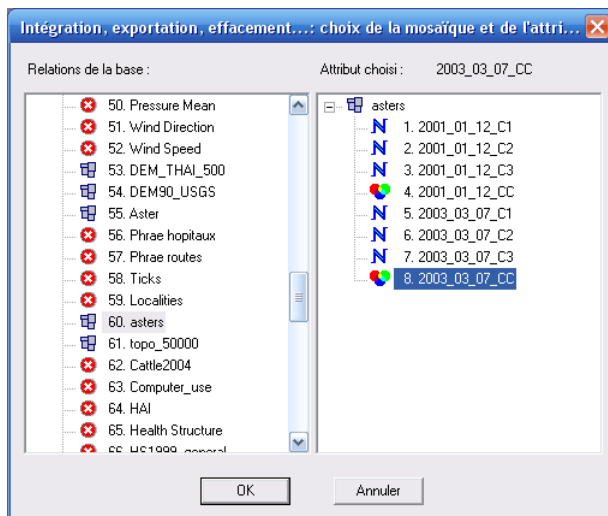 Intégration, exportation, effacement...: choix de la mosaïque et de l'attri...
Relations de la base :
Attribut choisi : 2003_03_07_CC
50. Pressure Mean
51. Wind Direction
52. Wind Speed
53. DEM_THAI_500
54. DEM90_USGS
55. Aster
56. Phrae hopitaux
57. Phrae routes
58. Ticks
59. Localities
60. asters
61. topo_50000
62. Cattle2004
63. Computer_use
64. HAI
65. Health Structure
66. HS1999_general
asters
1. 2001_01_12_C1
2. 2001_01_12_C2
3. 2001_01_12_C3
4. 2001_01_12_CC
5. 2003_03_07_C1
6. 2003_03_07_C2
7. 2003_03_07_C3
8. 2003_03_07_CC
OK
Annuler